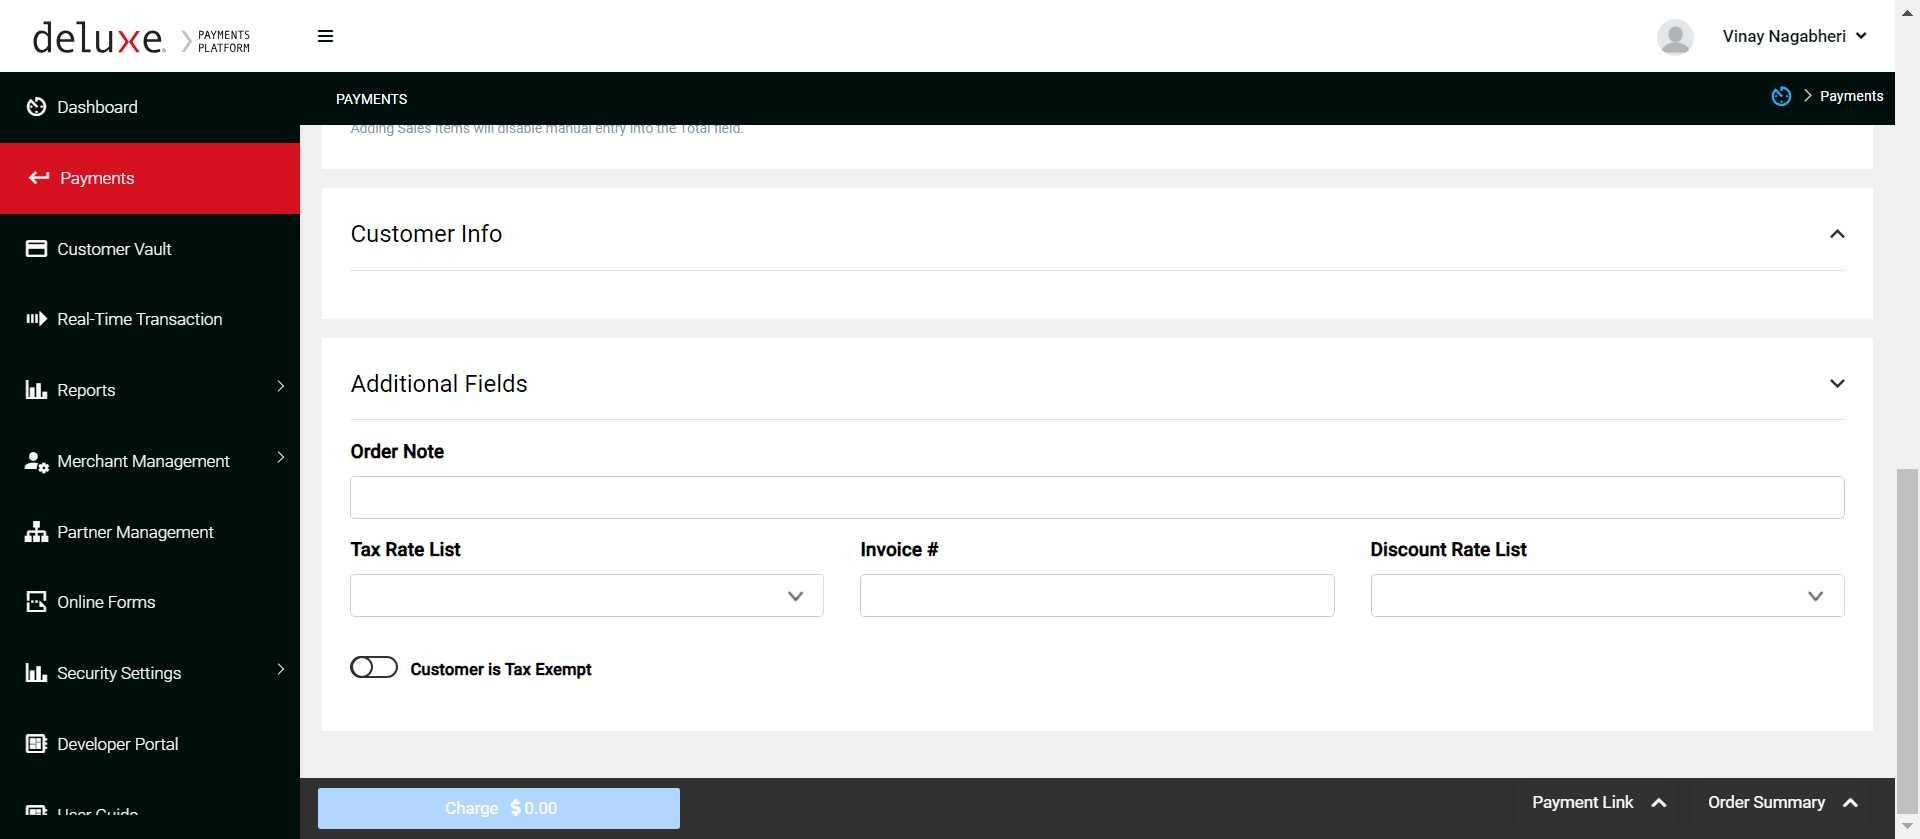 deluxe. PAYMENTS PLATFORM
Vinay Nagabheri
Dashboard
Payments
Customer Vault
Real-Time Transaction
Reports
Merchant Management
Partner Management
Online Forms
Security Settings
Developer Portal
User Guide
PAYMENTS
Payments
Adding Sales Items will disable manual entry into the Total field.
Customer Info
Additional Fields
Order Note
Tax Rate List
Invoice #
Discount Rate List
Customer is Tax Exempt
Charge $0.00
Payment Link
Order Summary